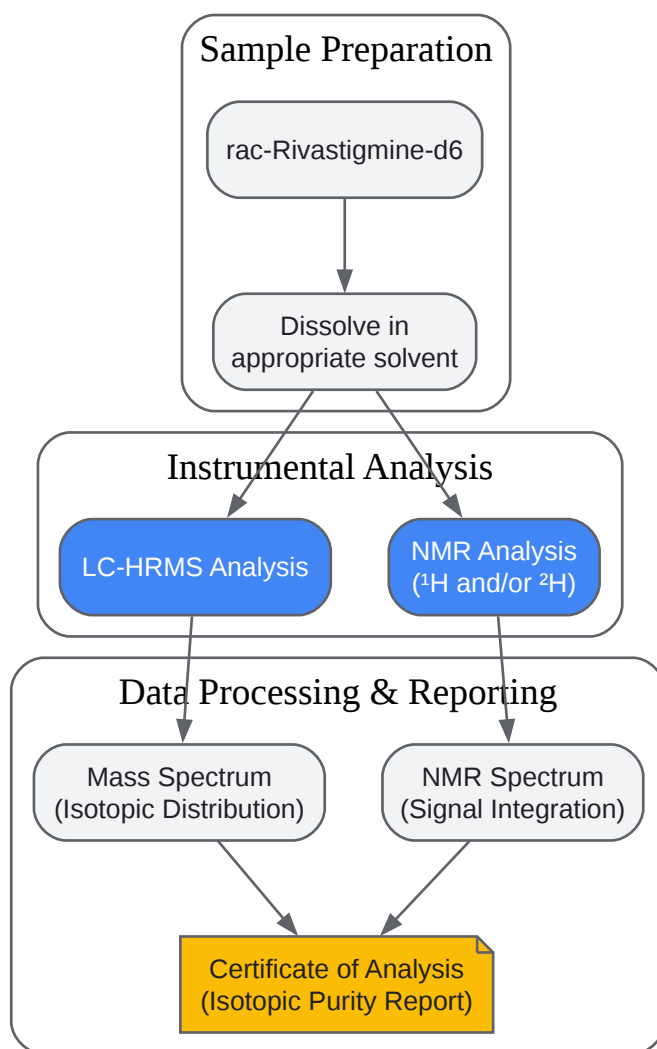 Sample Preparation
rac-Rivastigmine-d6
Dissolve in
appropriate solvent
Instrumental Analysis
LC-HRMS Analysis
NMR Analysis
(¹H and/or ²H)
Data Processing & Reporting
Mass Spectrum
(Isotopic Distribution)
NMR Spectrum
(Signal Integration)
Certificate of Analysis
(Isotopic Purity Report)